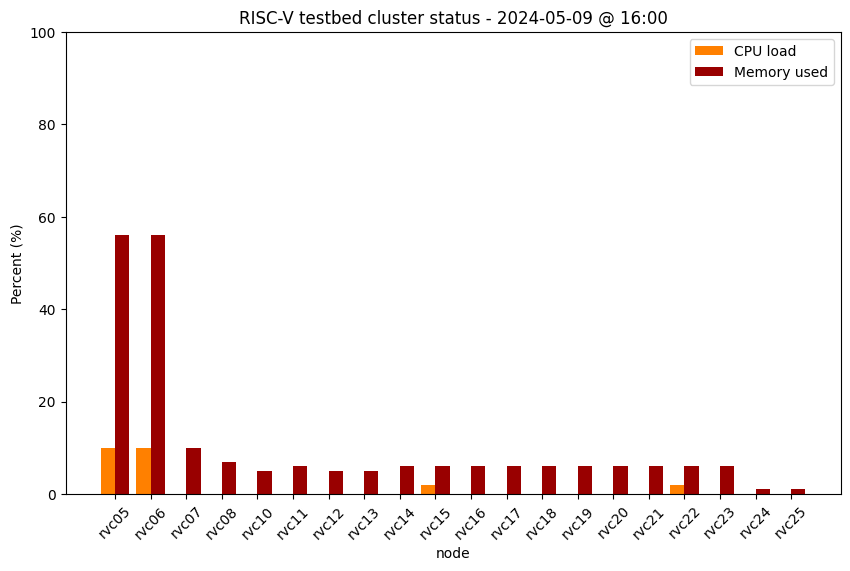 RISC-V testbed cluster status - 2024-05-09 @ 16:00
CPU load
Memory used
Percent (%)
100
80
60
40
20
0
rvc05 rvc06 rvc07 rvc08 rvc10 rvc11 rvc12 rvc13 rvc14 rvc15 rvc16 rvc17 rvc18 rvc19 rvc20 rvc21 rvc22 rvc23 rvc24 rvc25
node